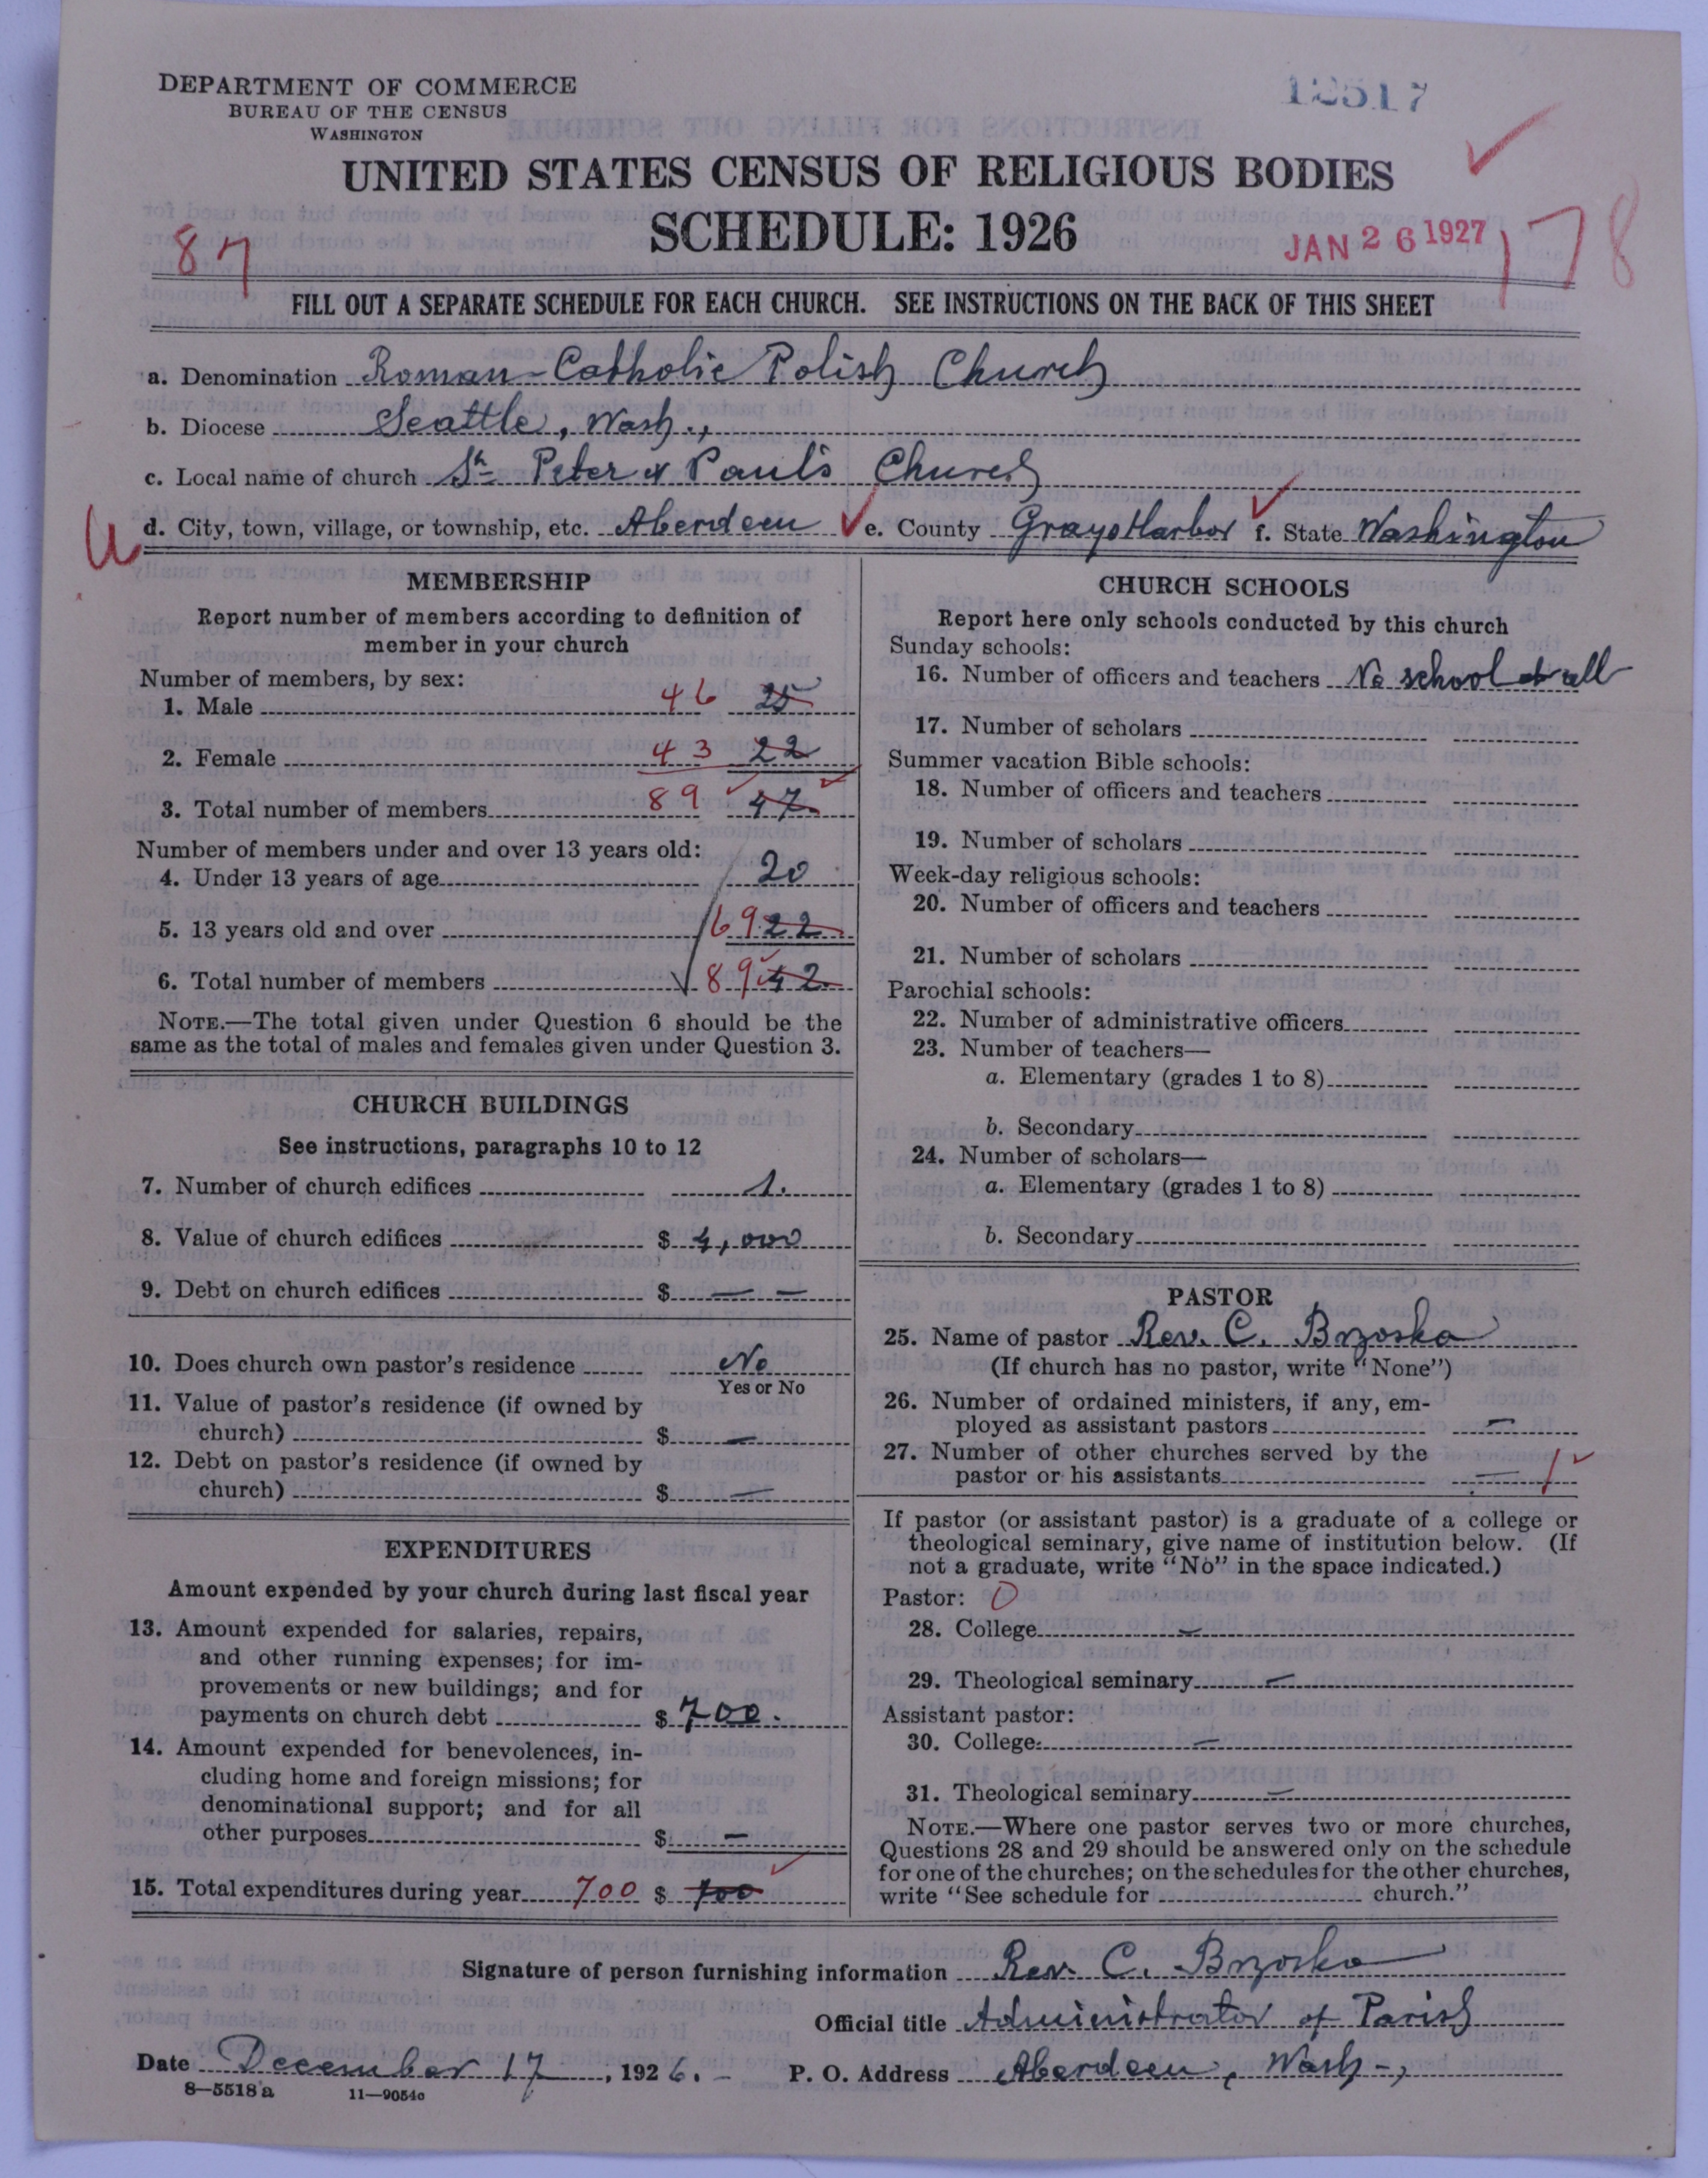 DEPARTMENT OF COMMERCE
BUREAU OF THE CENSUS
WASHINGTON
UNITED STATES CENSUS OF RELIGIOUS BODIES
SCHEDULE: 1926
87
JAN 26 1927
178
FILL OUT A SEPARATE SCHEDULE FOR EACH CHURCH. SEE INSTRUCTIONS ON THE BACK OF THIS SHEET
a. Denomination Roman-Catholic Polish Church
b. Diocese Seattle, Wash.,
c. Local name of church St Peter & Paul's Church
d. City, town, village, or township, etc. Aberdeen e. County Grays Harbor f. State Washington
MEMBERSHIP
Report number of members according to definition of
member in your church
Number of members, by sex:
1. Male 46 25
2. Female 43 22
3. Total number of members 89 47
Number of members under and over 13 years old:
4. Under 13 years of age 20
5. 13 years old and over 69 22
6. Total number of members 89 42
NOTE.—The total given under Question 6 should be the
same as the total of males and females given under Question 3.
CHURCH BUILDINGS
See instructions, paragraphs 10 to 12
7. Number of church edifices 1.
8. Value of church edifices $ 4,000
9. Debt on church edifices $ — —
10. Does church own pastor's residence No
Yes or No
11. Value of pastor's residence (if owned by
church) $ —
12. Debt on pastor's residence (if owned by
church) $ —
EXPENDITURES
Amount expended by your church during last fiscal year
13. Amount expended for salaries, repairs,
and other running expenses; for im-
provements or new buildings; and for
payments on church debt $ 700.
14. Amount expended for benevolences, in-
cluding home and foreign missions; for
denominational support; and for all
other purposes $ —
15. Total expenditures during year 700 $ 700
CHURCH SCHOOLS
Report here only schools conducted by this church
Sunday schools:
16. Number of officers and teachers No school at all
17. Number of scholars
Summer vacation Bible schools:
18. Number of officers and teachers
19. Number of scholars
Week-day religious schools:
20. Number of officers and teachers
21. Number of scholars
Parochial schools:
22. Number of administrative officers
23. Number of teachers—
a. Elementary (grades 1 to 8)
b. Secondary
24. Number of scholars—
a. Elementary (grades 1 to 8)
b. Secondary
PASTOR
25. Name of pastor Rev. C. Brzoska
(If church has no pastor, write "None")
26. Number of ordained ministers, if any, em-
ployed as assistant pastors —
27. Number of other churches served by the
pastor or his assistants — 1
If pastor (or assistant pastor) is a graduate of a college or
theological seminary, give name of institution below. (If
not a graduate, write "No" in the space indicated.)
Pastor: 0
28. College —
29. Theological seminary —
Assistant pastor:
30. College —
31. Theological seminary —
NOTE.—Where one pastor serves two or more churches,
Questions 28 and 29 should be answered only on the schedule
for one of the churches; on the schedules for the other churches,
write "See schedule for church."
Signature of person furnishing information Rev. C. Brzoska
Official title Administrator of Parish
Date December 17, 1926. –
P. O. Address Aberdeen, Wash-,
8—5518a 11—9054c